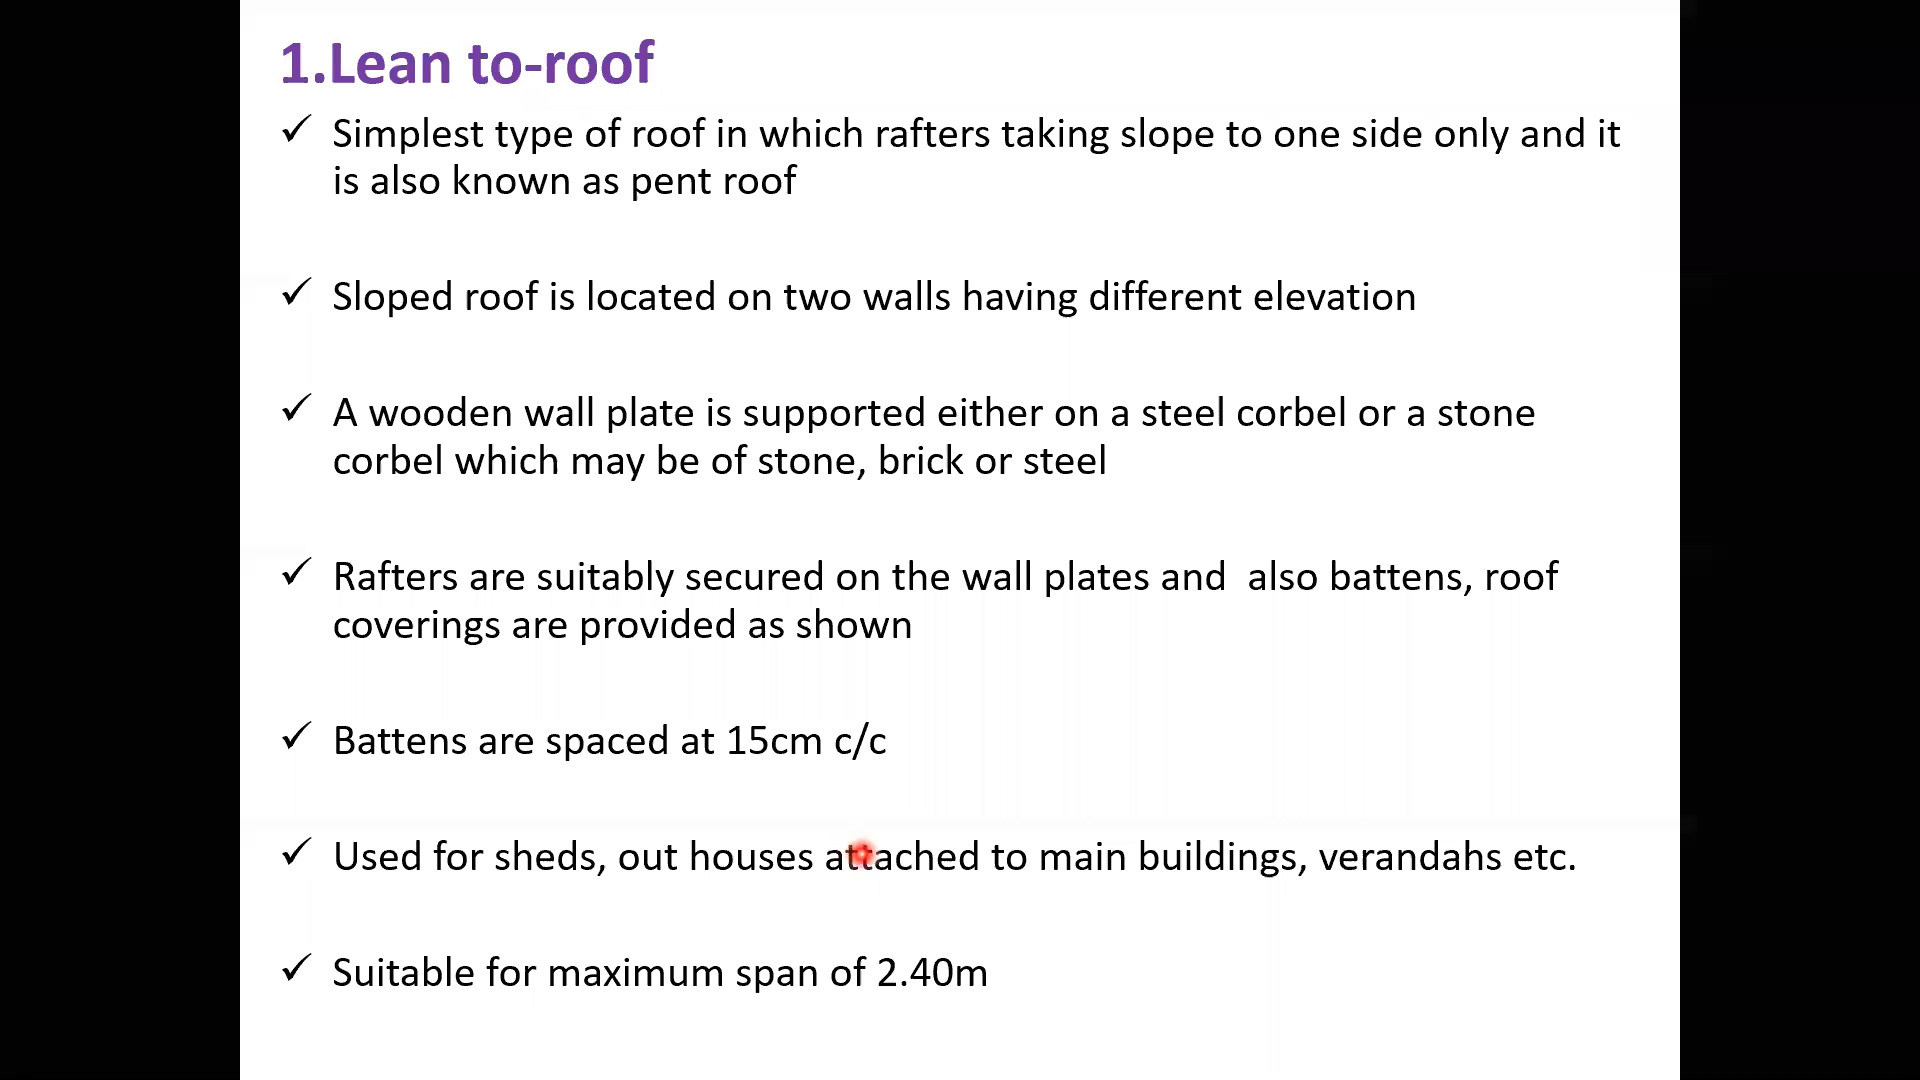 1.Lean to-roof
✓ Simplest type of roof in which rafters taking slope to one side only and it
is also known as pent roof
✓ Sloped roof is located on two walls having different elevation
✓ A wooden wall plate is supported either on a steel corbel or a stone
corbel which may be of stone, brick or steel
✓ Rafters are suitably secured on the wall plates and  also battens, roof
coverings are provided as shown
✓ Battens are spaced at 15cm c/c
✓ Used for sheds, out houses attached to main buildings, verandahs etc.
✓ Suitable for maximum span of 2.40m